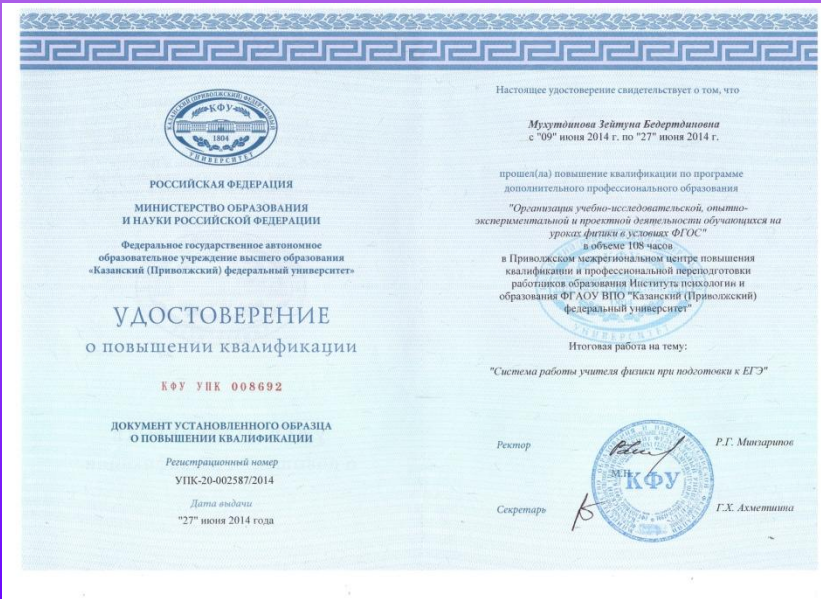 КАЗАНСКИЙ (ПРИВОЛЖСКИЙ) ФЕДЕРАЛЬНЫЙ
УНИВЕРСИТЕТ
КФУ
1804
РОССИЙСКАЯ ФЕДЕРАЦИЯ
МИНИСТЕРСТВО ОБРАЗОВАНИЯ
И НАУКИ РОССИЙСКОЙ ФЕДЕРАЦИИ
Федеральное государственное автономное
образовательное учреждение высшего образования
«Казанский (Приволжский) федеральный университет»
УДОСТОВЕРЕНИЕ
о повышении квалификации
КФУ УПК 008692
ДОКУМЕНТ УСТАНОВЛЕННОГО ОБРАЗЦА
О ПОВЫШЕНИИ КВАЛИФИКАЦИИ
Регистрационный номер
УПК-20-002587/2014
Дата выдачи
"27" июня 2014 года
Настоящее удостоверение свидетельствует о том, что
Мухутдинова Зейтуна Бедертдиновна
с "09" июня 2014 г. по "27" июня 2014 г.
прошел(ла) повышение квалификации по программе
дополнительного профессионального образования
"Организация учебно-исследовательской, опытно-
экспериментальной и проектной деятельности обучающихся на
уроках физики в условиях ФГОС"
в объеме 108 часов
в Приволжском межрегиональном центре повышения
квалификации и профессиональной переподготовки
работников образования Института психологии и
образования ФГАОУ ВПО "Казанский (Приволжский)
федеральный университет"
УНИВЕРСИТЕТ
Итоговая работа на тему:
"Система работы учителя физики при подготовки к ЕГЭ"
Ректор
Р.Г. Минзарипов
М.П.
КФУ
Секретарь
Г.Х. Ахметшина